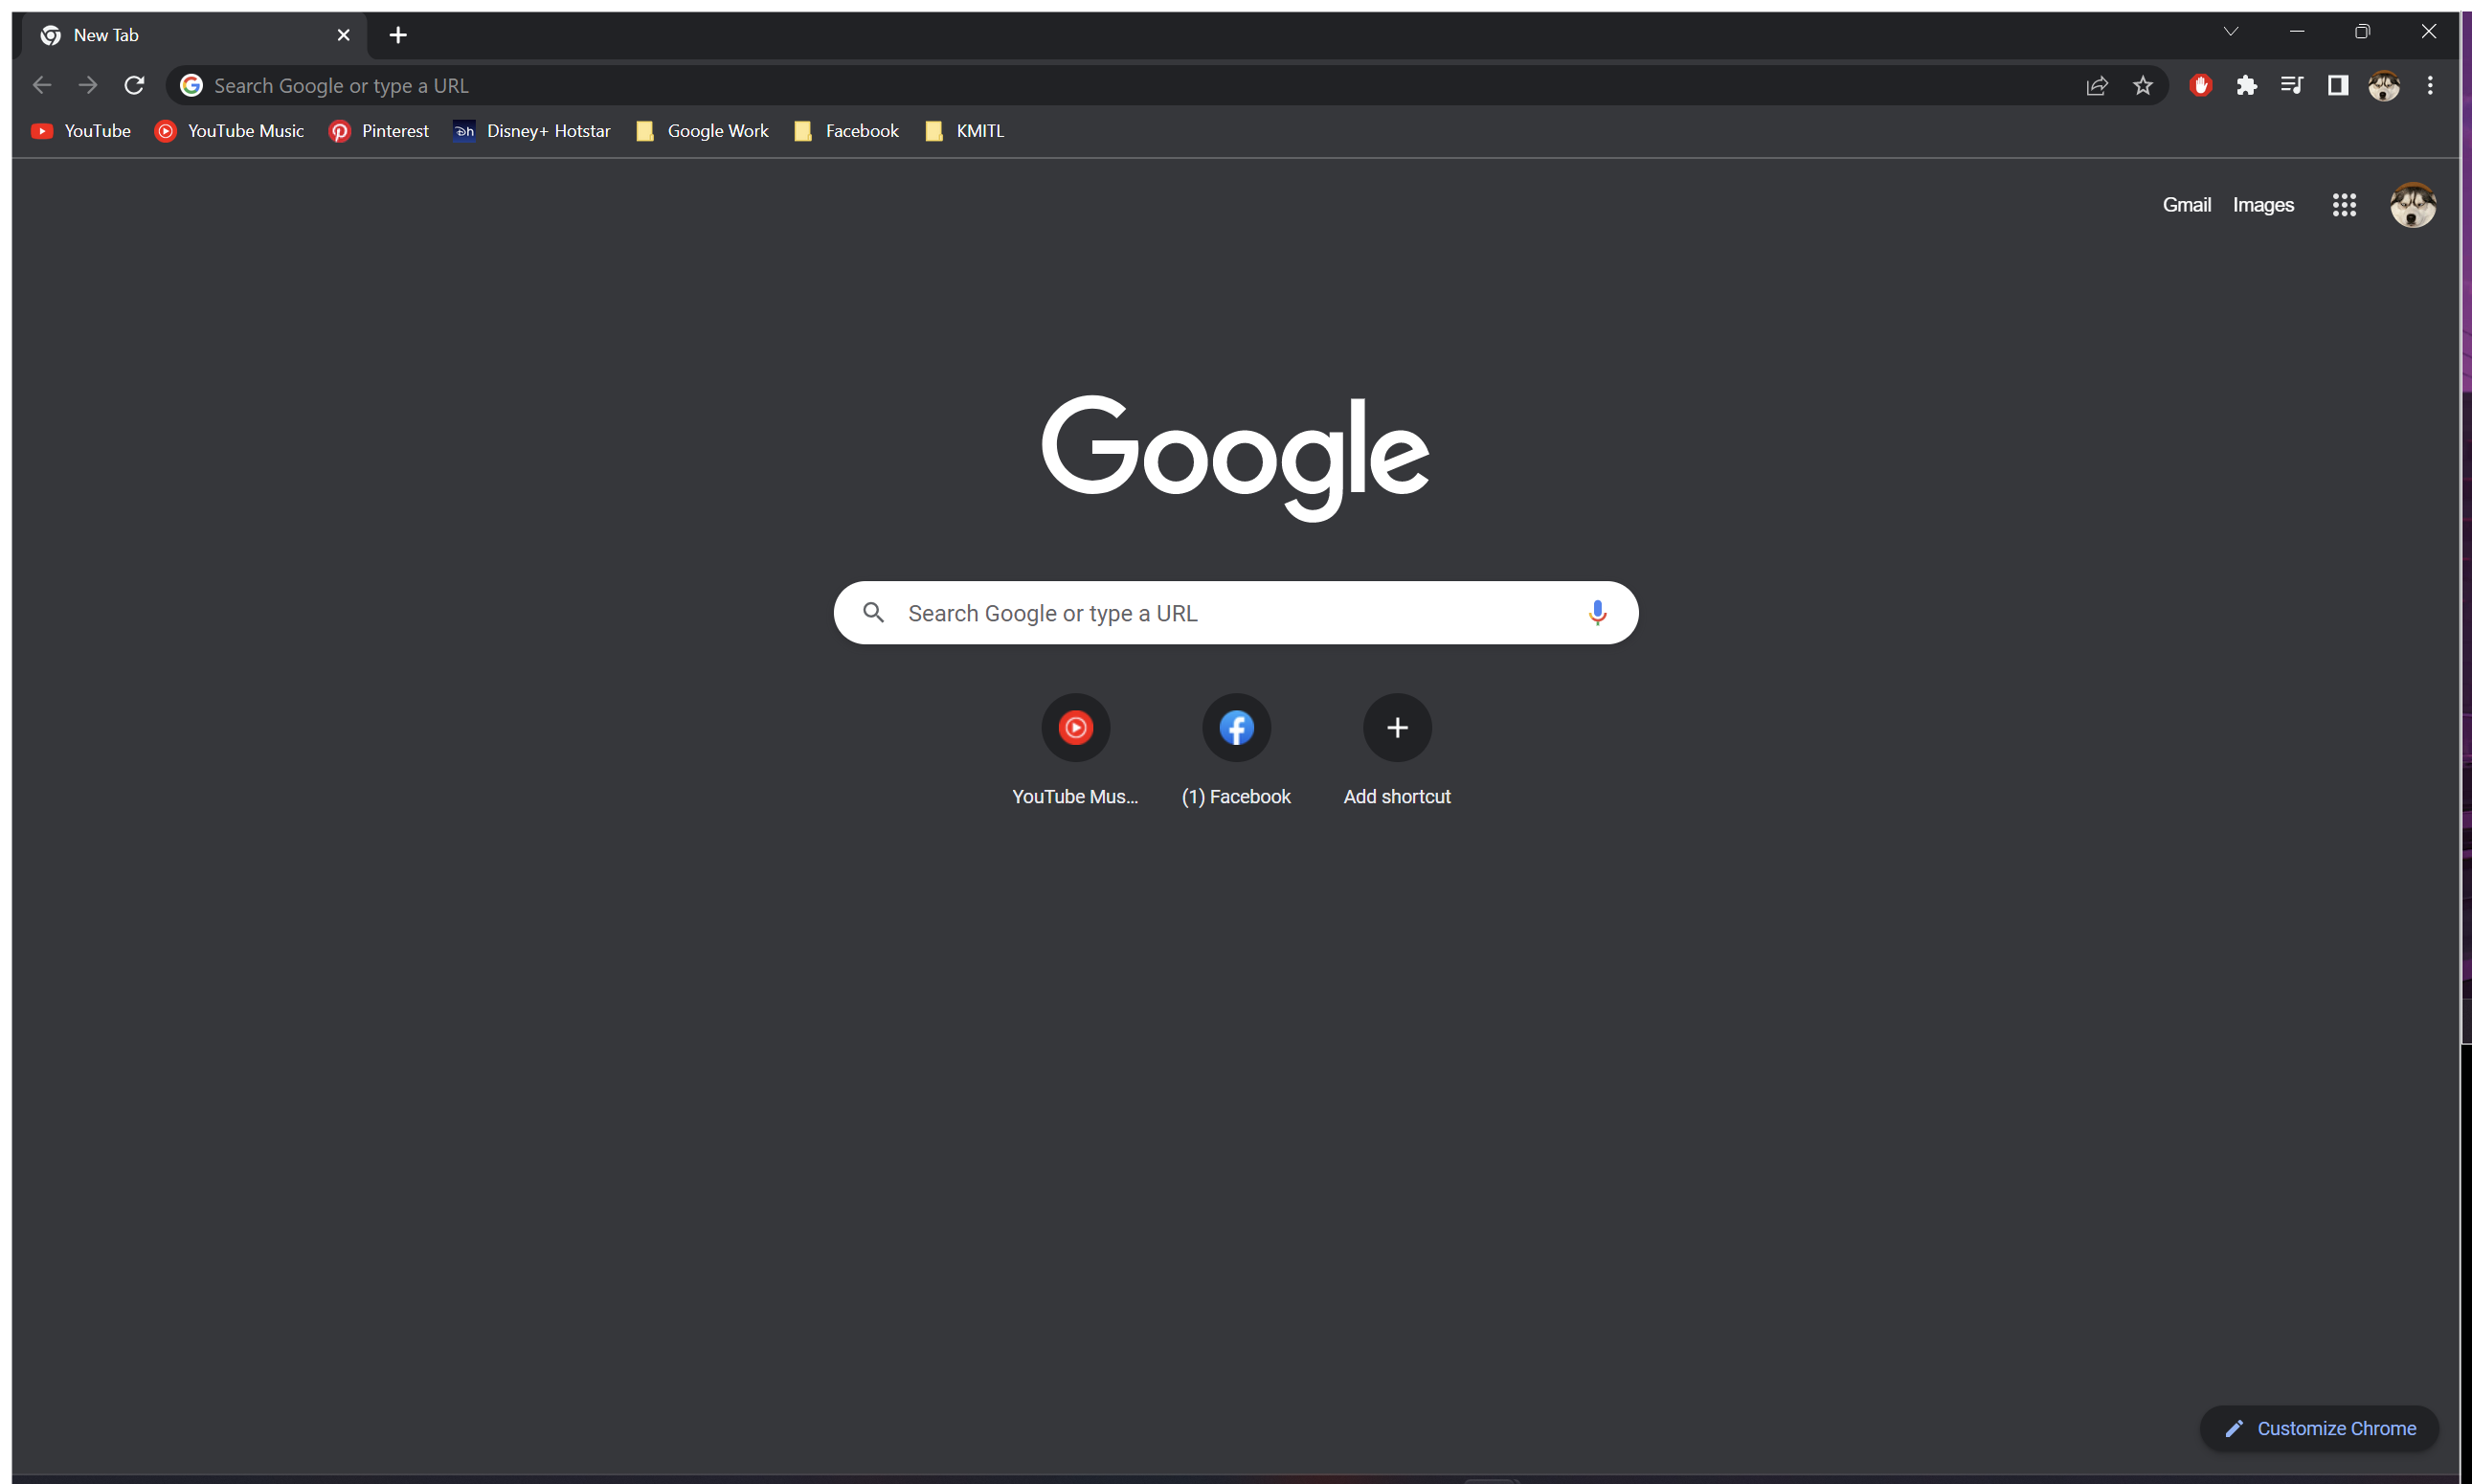 New Tab
Search Google or type a URL
YouTube YouTube Music Pinterest Disney+ Hotstar Google Work Facebook KMITL
Gmail Images
Google
Search Google or type a URL
YouTube Mus... (1) Facebook Add shortcut
Customize Chrome